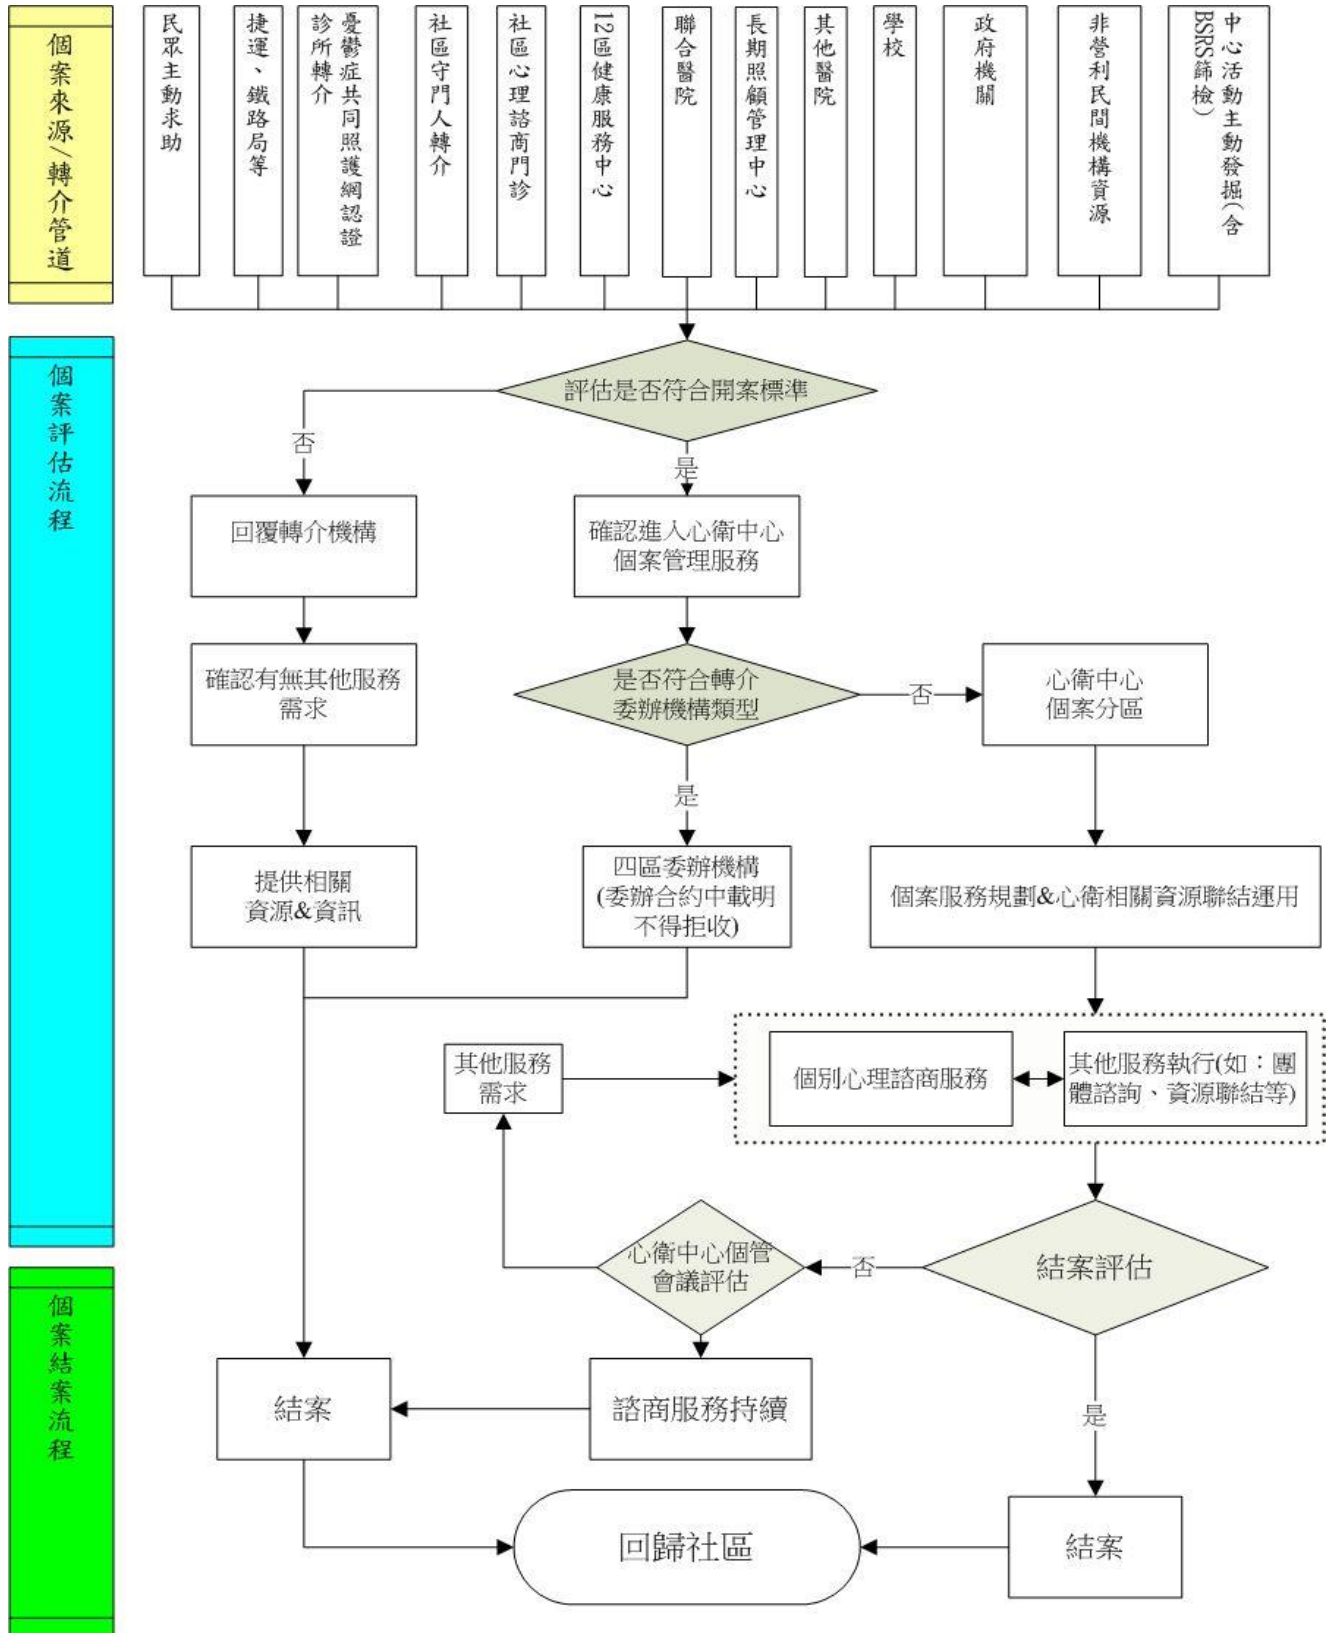 個案來源/轉介管道
民眾主動求助
捷運、鐵路局等
憂鬱症共同照護網認證
診所轉介
社區守門人轉介
社區心理諮商門診
12區健康服務中心
聯合醫院
長期照顧管理中心
其他醫院
學校
政府機關
非營利民間機構資源
中心活動主動發掘(含
BSRS篩檢)
個案評估流程
評估是否符合開案標準
否
是
回覆轉介機構
確認進入心衛中心
個案管理服務
確認有無其他服務
需求
是否符合轉介
委辦機構類型
否
心衛中心
個案分區
是
提供相關
資源&資訊
四區委辦機構
(委辦合約中載明
不得拒收)
個案服務規劃&心衛相關資源聯結運用
其他服務
需求
個別心理諮商服務
其他服務執行(如：團
體諮詢、資源聯結等)
心衛中心個管
會議評估
否
結案評估
個案結案流程
結案
諮商服務持續
是
回歸社區
結案